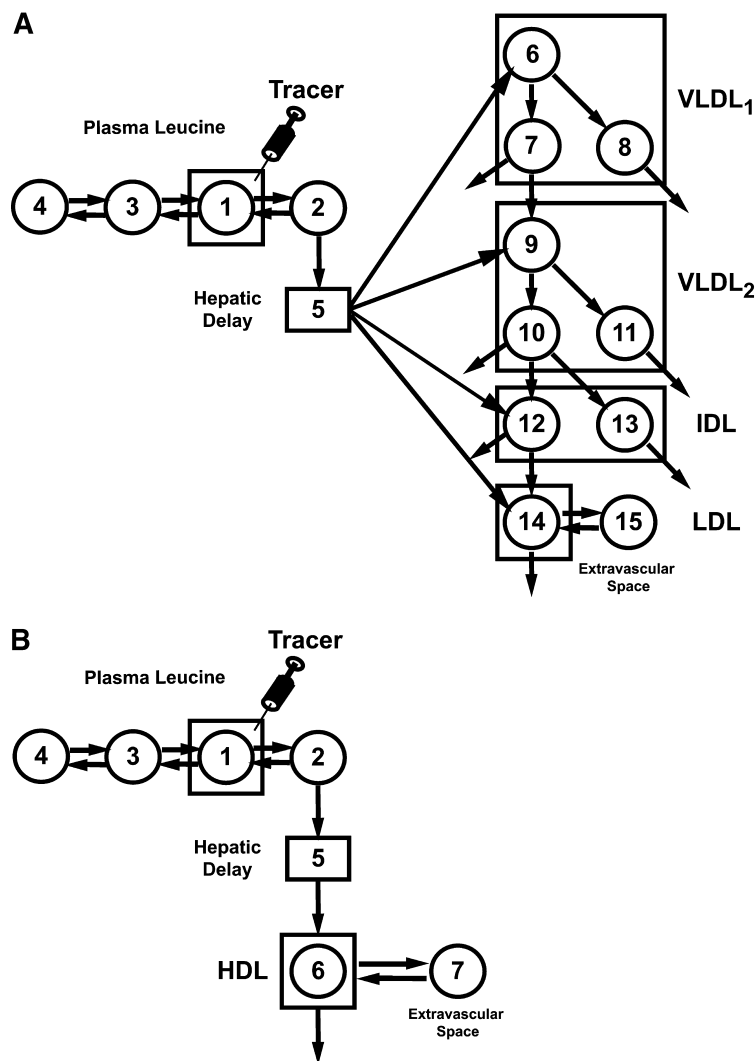 A
Tracer
Plasma Leucine
6
VLDL1
7
8
4
3
1
2
9
VLDL2
Hepatic
Delay
5
10
11
12
13
IDL
14
15
LDL
Extravascular
Space
B
Tracer
Plasma Leucine
4
3
1
2
Hepatic
Delay
5
HDL
6
7
Extravascular
Space